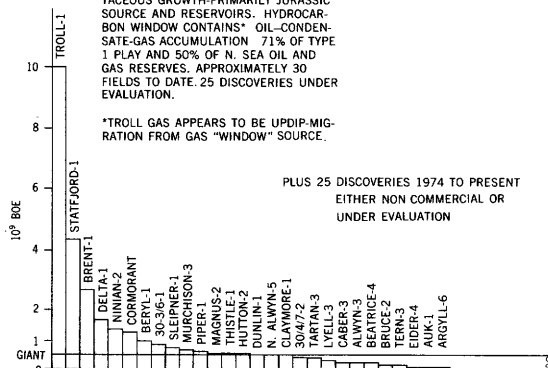 TACEOUS GROWTH-PRIMARILY JURASSIC
SOURCE AND RESERVOIRS. HYDROCAR-
BON WINDOW CONTAINS* OIL–CONDEN-
SATE-GAS ACCUMULATION 71% OF TYPE
1 PLAY AND 50% OF N. SEA OIL AND
GAS RESERVES. APPROXIMATELY 30
FIELDS TO DATE. 25 DISCOVERIES UNDER
EVALUATION.
*TROLL GAS APPEARS TO BE UPDIP-MIG-
RATION FROM GAS "WINDOW" SOURCE.
PLUS 25 DISCOVERIES 1974 TO PRESENT
EITHER NON COMMERCIAL OR
UNDER EVALUATION
10⁹ BOE
10
8
6
4
2
1
GIANT
TROLL-1
STATFJORD-1
BRENT-1
DELTA-1
NINIAN-2
CORMORANT
BERYL-1
30-3/6-1
SLEIPNER-1
MURCHISON-3
PIPER-1
MAGNUS-2
THISTLE-1
HUTTON-2
DUNLIN-1
N. ALWYN-5
CLAYMORE-1
30/4/7-2
TARTAN-3
LYELL-3
CABER-3
ALWYN-3
BEATRICE-4
BRUCE-2
TERN-3
EIDER-4
AUK-1
ARGYLL-6